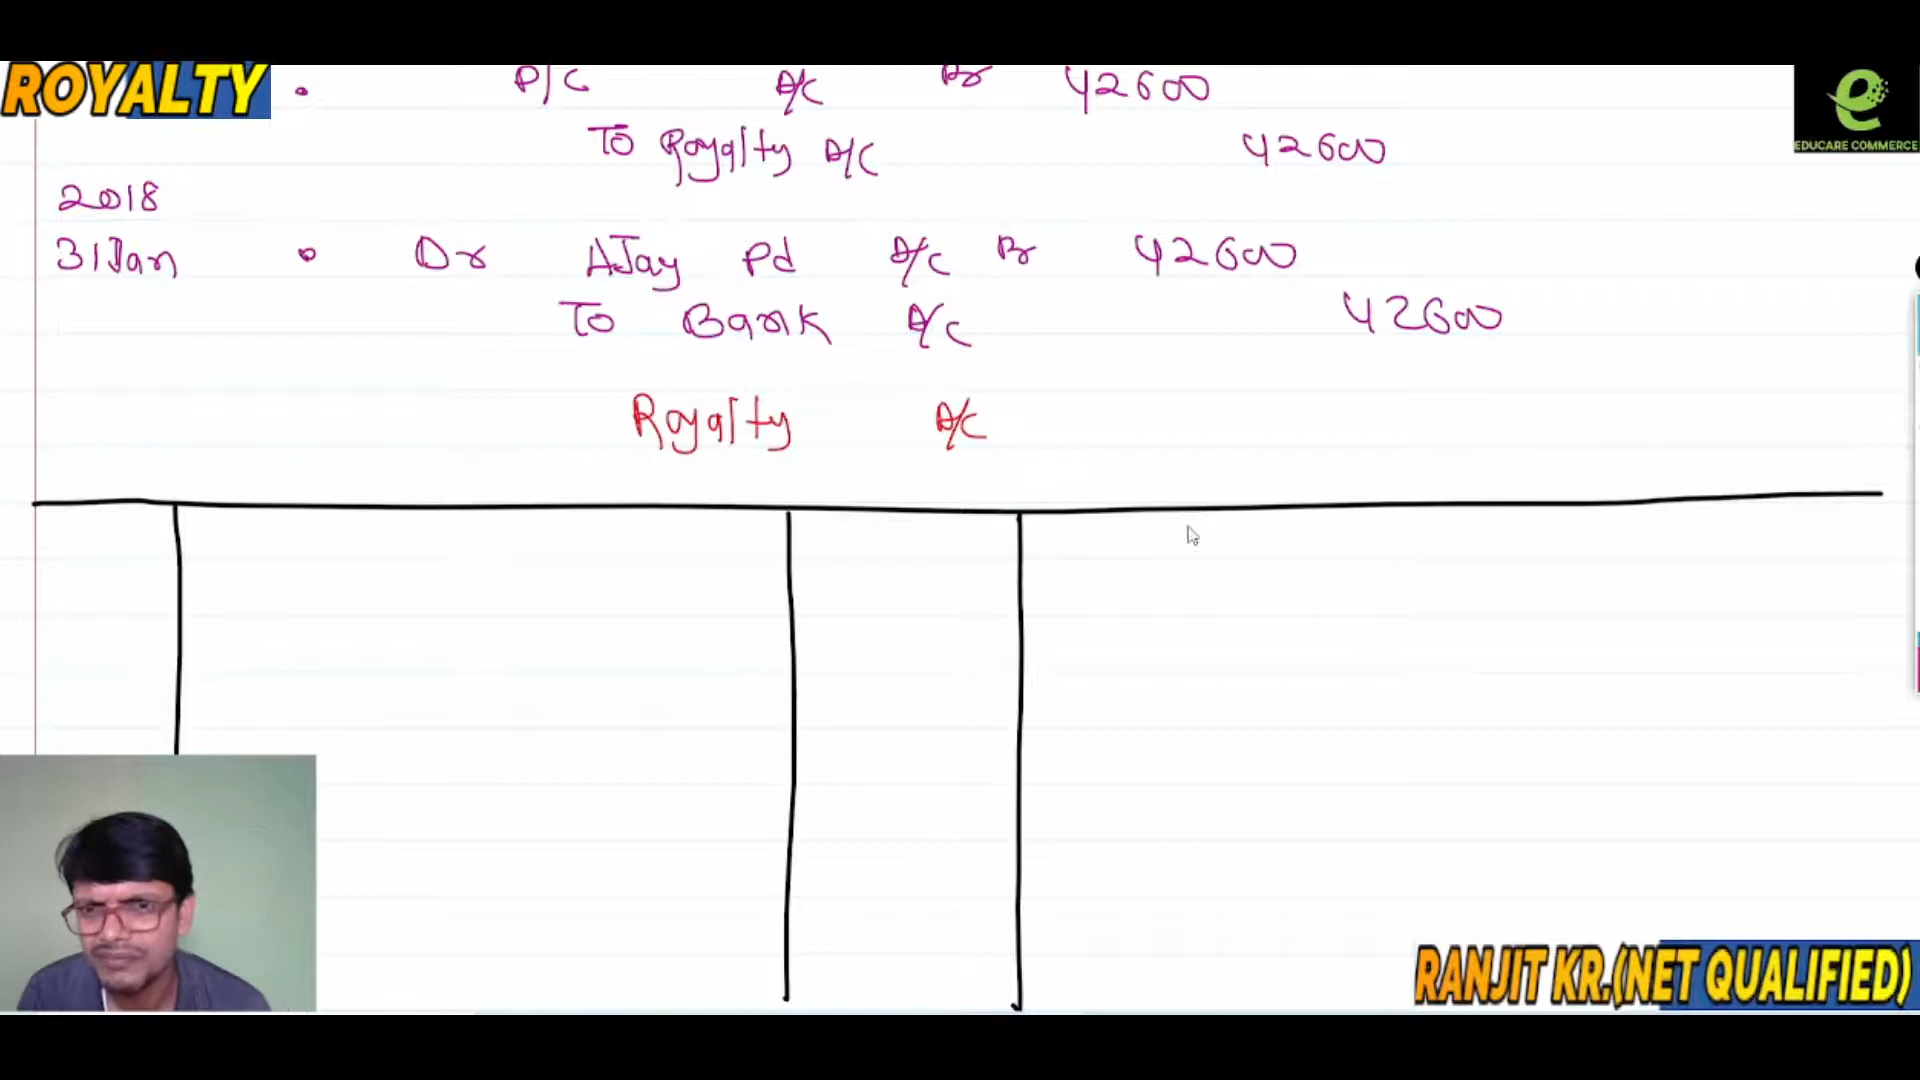 ROYALTY
P/C A/C Dr 42600
To Royalty A/C 42600
2018
31 Jan • Dr AJay Pd A/C Dr 42600
To Bank A/C 42600
Royalty A/C
e
EDUCARE COMMERCE
RANJIT KR.(NET QUALIFIED)